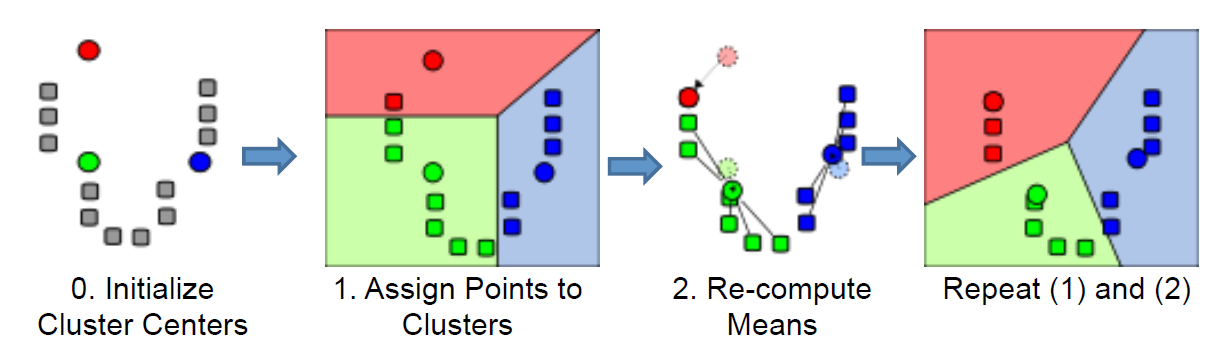 0. Initialize
Cluster Centers
1. Assign Points to
Clusters
2. Re-compute
Means
Repeat (1) and (2)